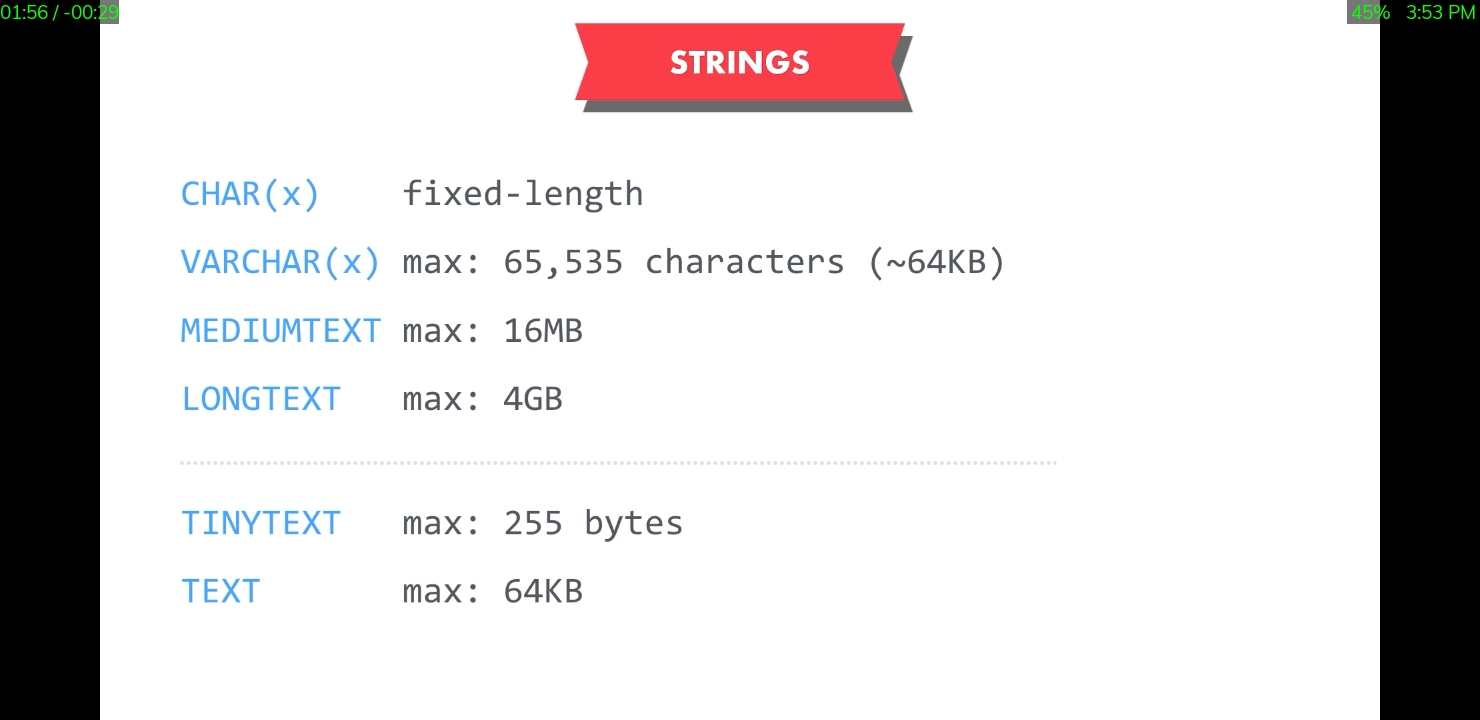 01:56 / -00:29
45% 3:53 PM
STRINGS
CHAR(x) fixed-length
VARCHAR(x) max: 65,535 characters (~64KB)
MEDIUMTEXT max: 16MB
LONGTEXT max: 4GB
TINYTEXT max: 255 bytes
TEXT max: 64KB